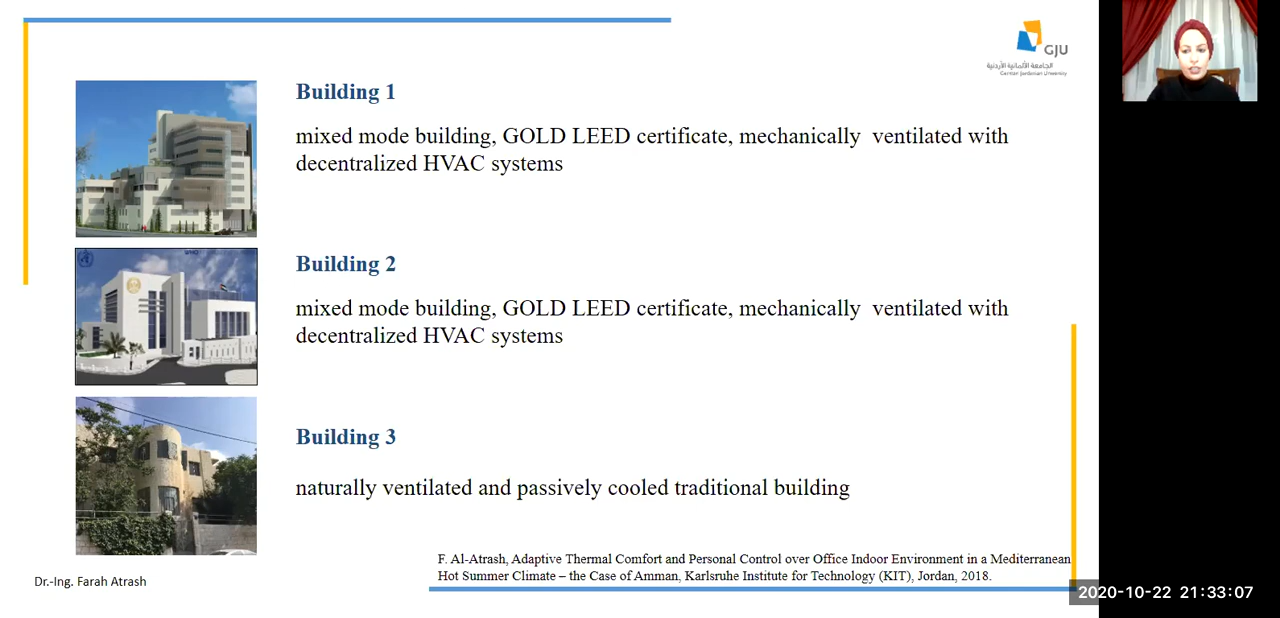 GJU
الجامعة الألمانية الأردنية
German Jordanian University
Building 1
mixed mode building, GOLD LEED certificate, mechanically  ventilated with
decentralized HVAC systems
WHO
Building 2
mixed mode building, GOLD LEED certificate, mechanically  ventilated with
decentralized HVAC systems
Building 3
naturally ventilated and passively cooled traditional building
F. Al-Atrash, Adaptive Thermal Comfort and Personal Control over Office Indoor Environment in a Mediterranean
Hot Summer Climate – the Case of Amman, Karlsruhe Institute for Technology (KIT), Jordan, 2018.
Dr.-Ing. Farah Atrash
2020-10-22 21:33:07